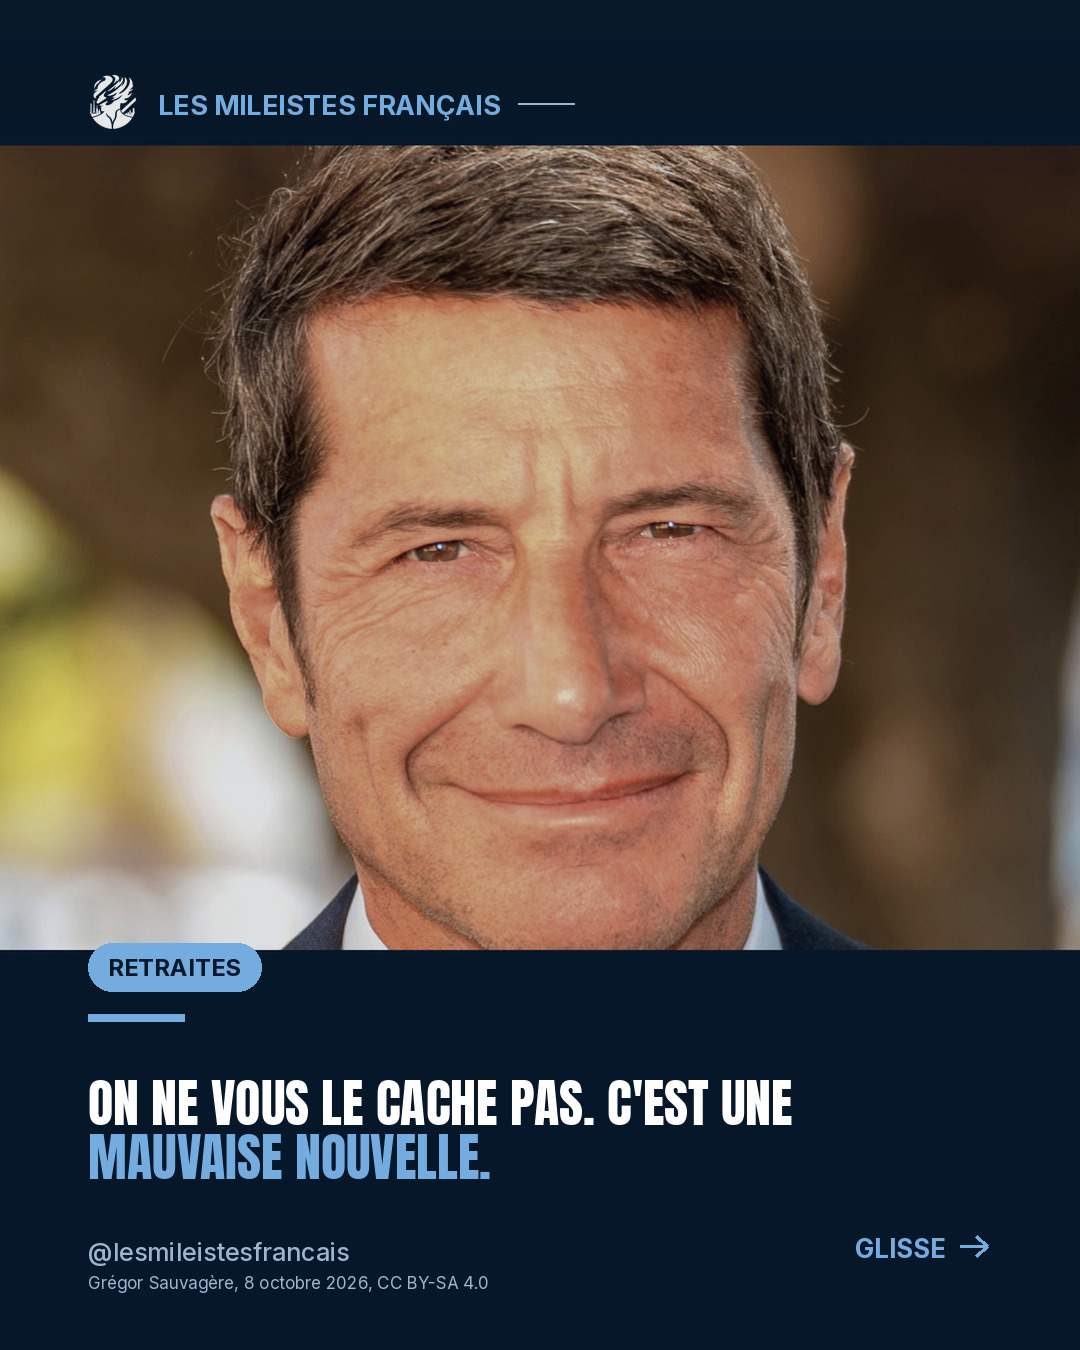 LES MILEISTES FRANÇAIS
RETRAITES
ON NE VOUS LE CACHE PAS. C'EST UNE
MAUVAISE NOUVELLE.
@lesmileistesfrancais
GLISSE
Grégor Sauvagère, 8 octobre 2026, CC BY-SA 4.0